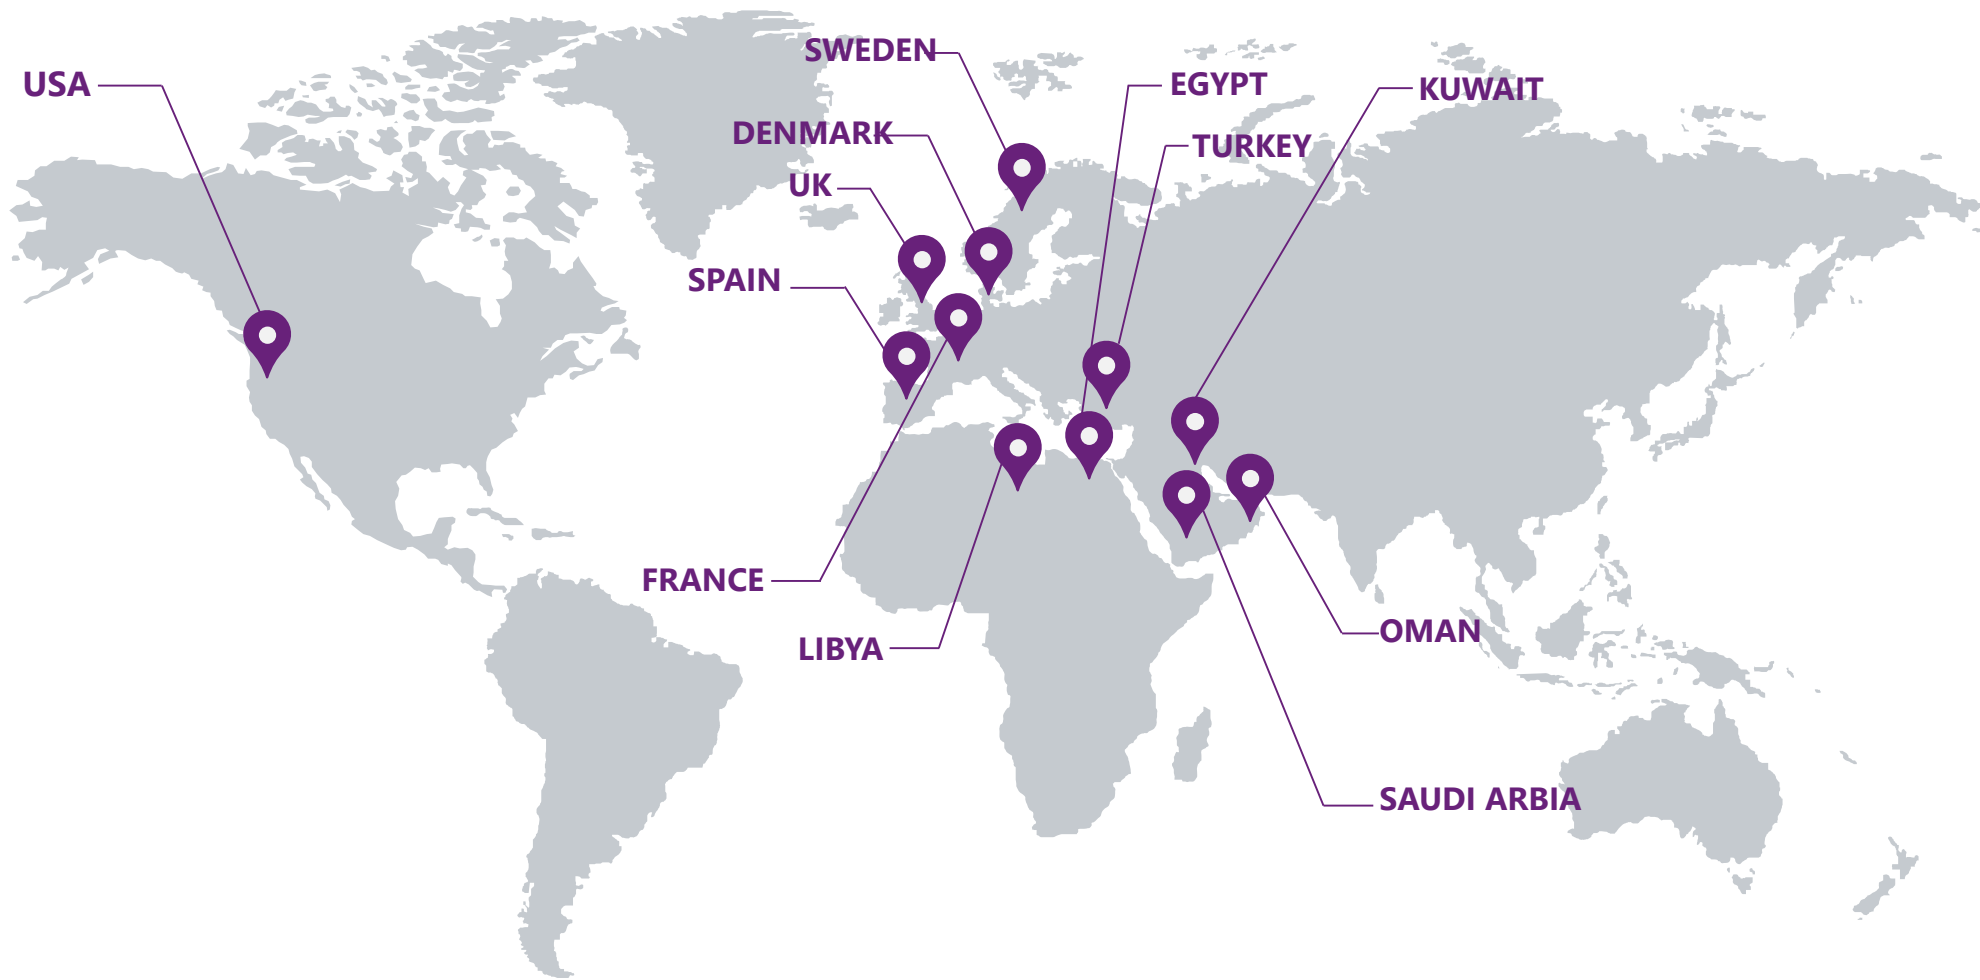 SWEDEN
USA
EGYPT
KUWAIT
DENMARK
TURKEY
UK
SPAIN
FRANCE
LIBYA
OMAN
SAUDI ARBIA